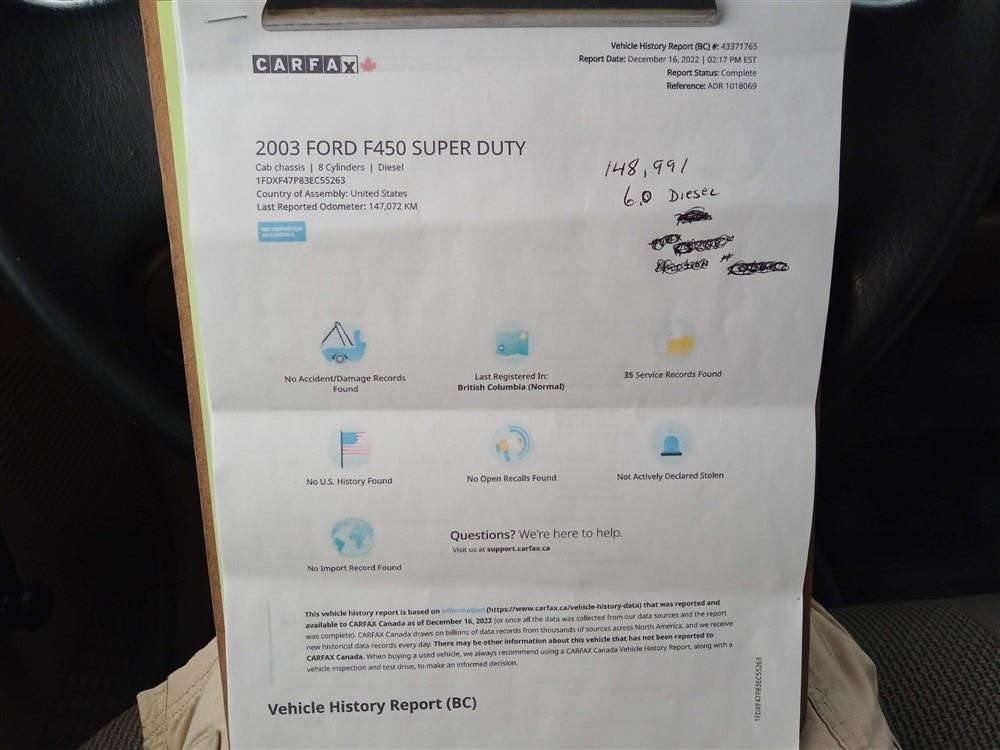 CARFAX
Vehicle History Report (BC) #: 43371765
Report Date: December 16, 2022 | 02:17 PM EST
Report Status: Complete
Reference: ADR 1018069
2003 FORD F450 SUPER DUTY
Cab chassis | 8 Cylinders | Diesel
1FDXF47P83EC55263
Country of Assembly: United States
Last Reported Odometer: 147,072 KM
NO REPORTED
ACCIDENTS
148,991
6.0 Diesel
No Accident/Damage Records
Found
Last Registered In:
British Columbia (Normal)
35 Service Records Found
No U.S. History Found
No Open Recalls Found
Not Actively Declared Stolen
No Import Record Found
Questions? We're here to help.
Visit us at support.carfax.ca
This vehicle history report is based on information (https://www.carfax.ca/vehicle-history-data) that was reported and
available to CARFAX Canada as of December 16, 2022 (or once all the data was collected from our data sources and the report
was complete). CARFAX Canada draws on billions of data records from thousands of sources across North America, and we receive
new historical data records every day. There may be other information about this vehicle that has not been reported to
CARFAX Canada. When buying a used vehicle, we always recommend using a CARFAX Canada Vehicle History Report, along with a
vehicle inspection and test drive, to make an informed decision.
Vehicle History Report (BC)
1FDXF47P83EC55263